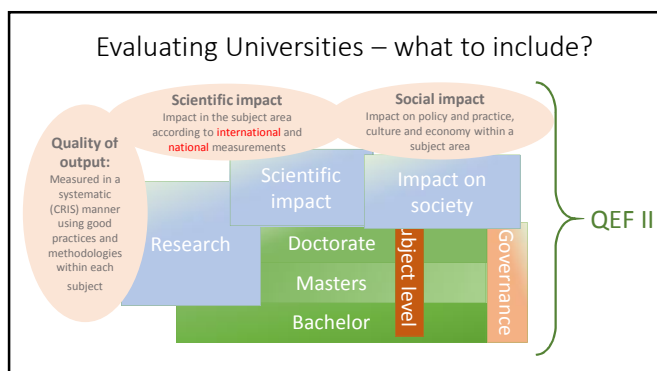 Evaluating Universities – what to include?
Scientific impact
Impact in the subject area
according to international and
national measurements
Social impact
Impact on policy and practice,
culture and economy within a
subject area
Quality of
output:
Measured in a
systematic
(CRIS) manner
using good
practices and
methodologies
within each
subject
Scientific
impact
Impact on
society
Research
Doctorate
Masters
Bachelor
ubject level
Governance
QEF II